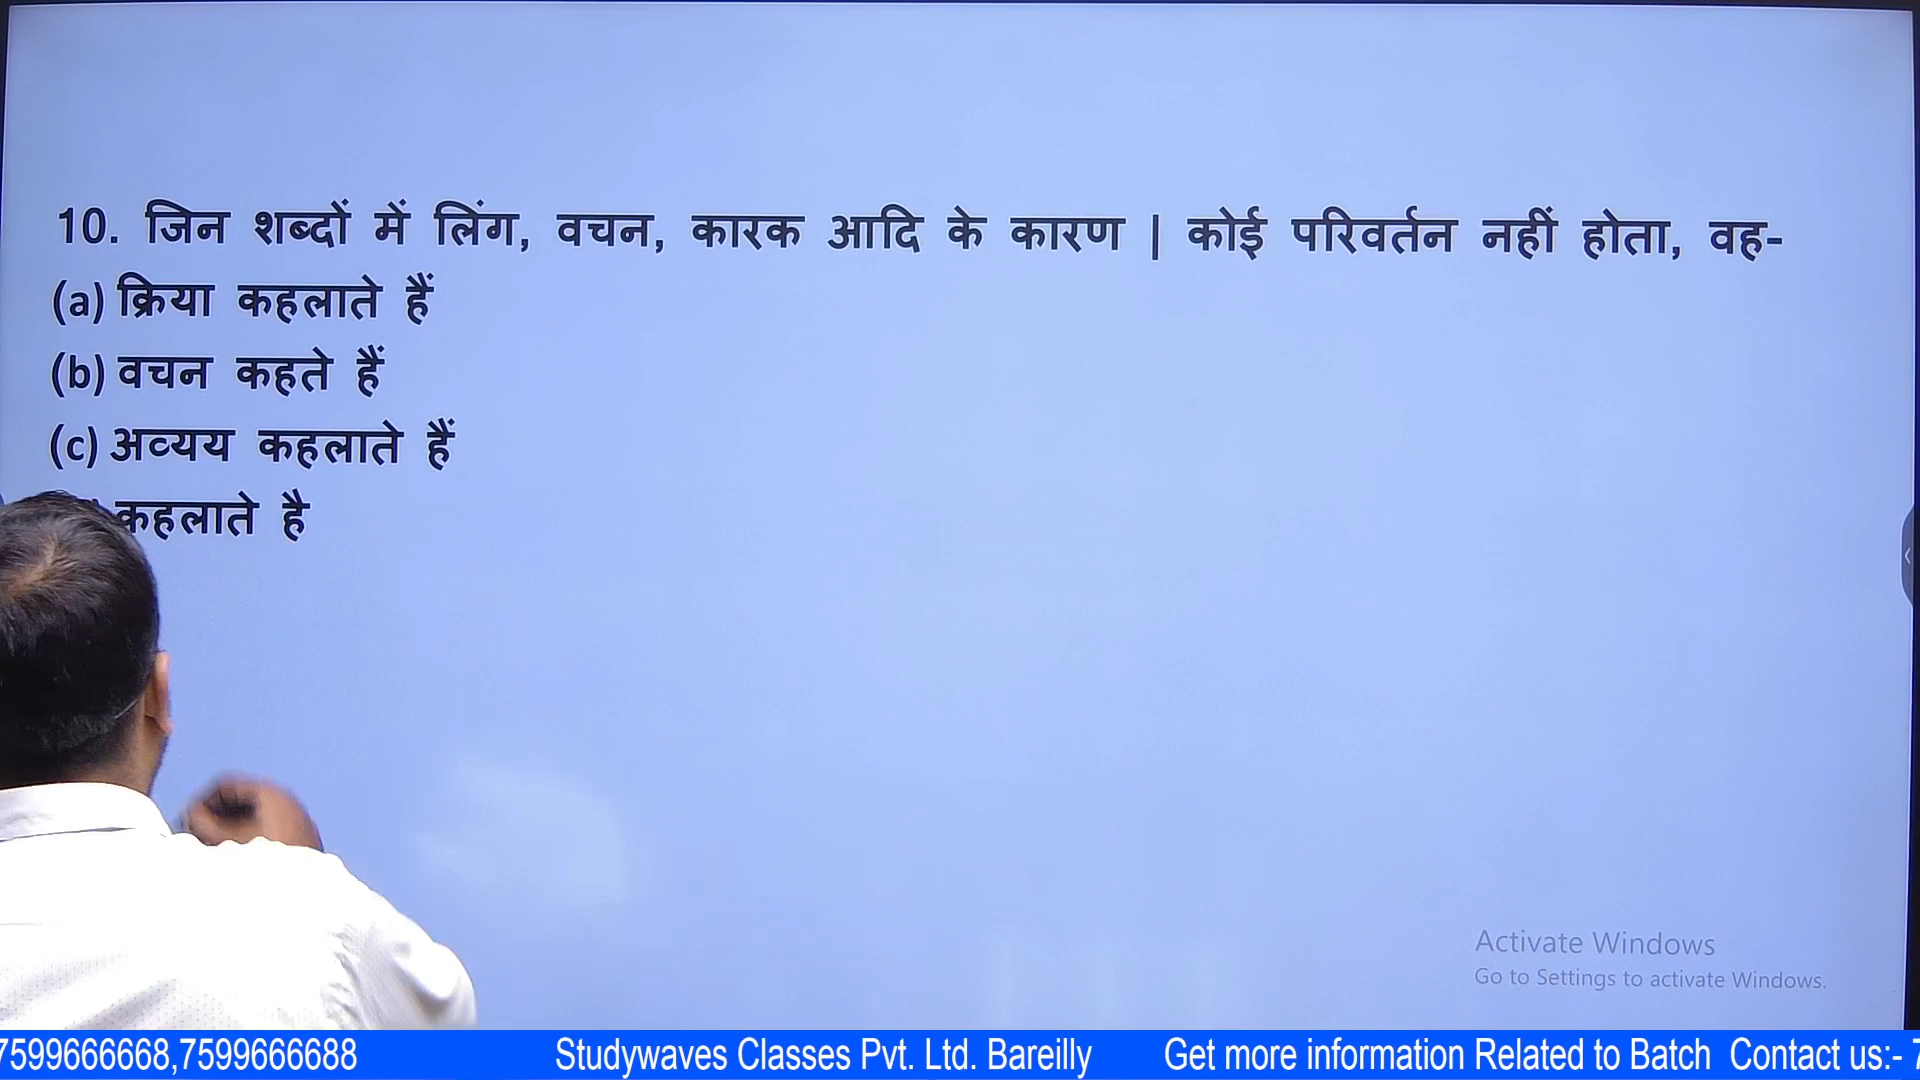 10. जिन शब्दों में लिंग, वचन, कारक आदि के कारण | कोई परिवर्तन नहीं होता, वह-
(a) क्रिया कहलाते हैं
(b) वचन कहते हैं
(c) अव्यय कहलाते हैं
कहलाते है
Activate Windows
Go to Settings to activate Windows.
7599666668,7599666688 Studywaves Classes Pvt. Ltd. Bareilly Get more information Related to Batch Contact us:- 7